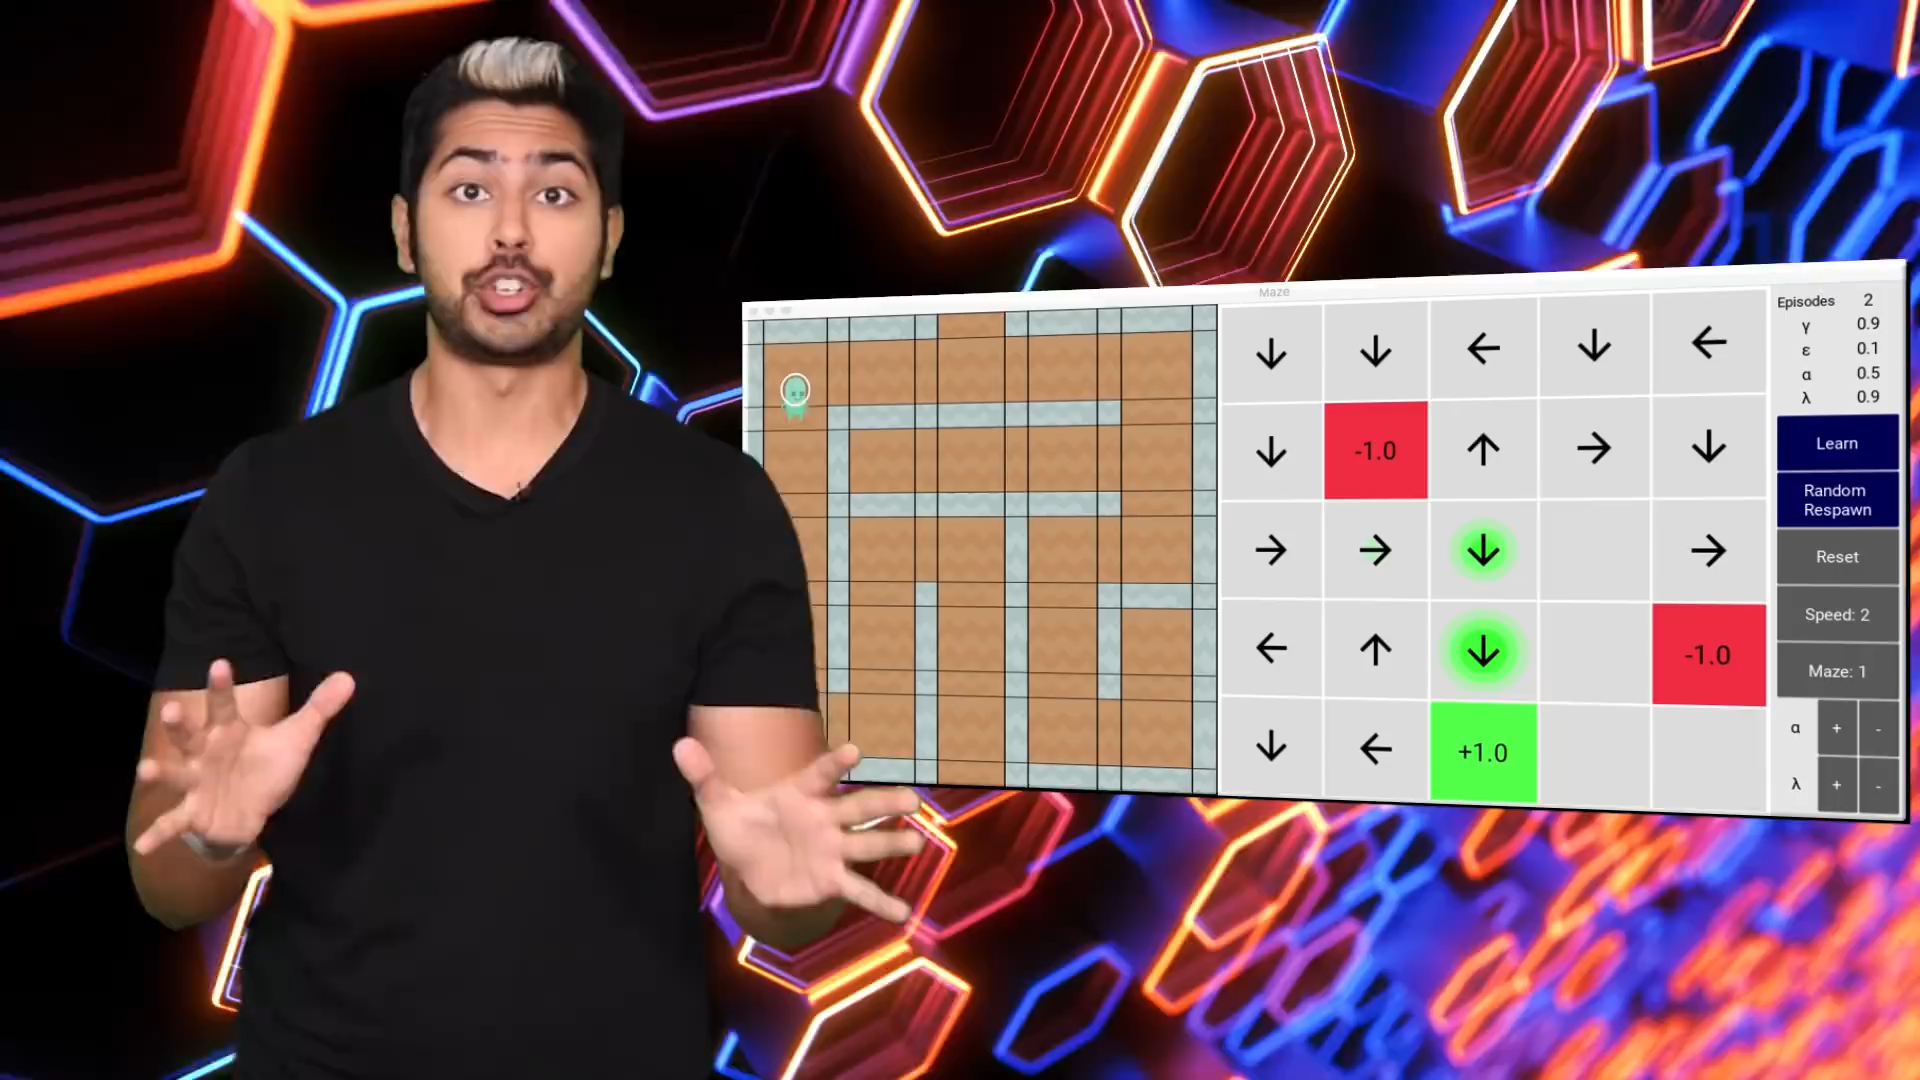 Maze
Episodes 2
γ 0.9
ε 0.1
α 0.5
λ 0.9
-1.0
Learn
Random
Respawn
Reset
Speed: 2
-1.0
Maze: 1
+1.0
α + -
λ + -